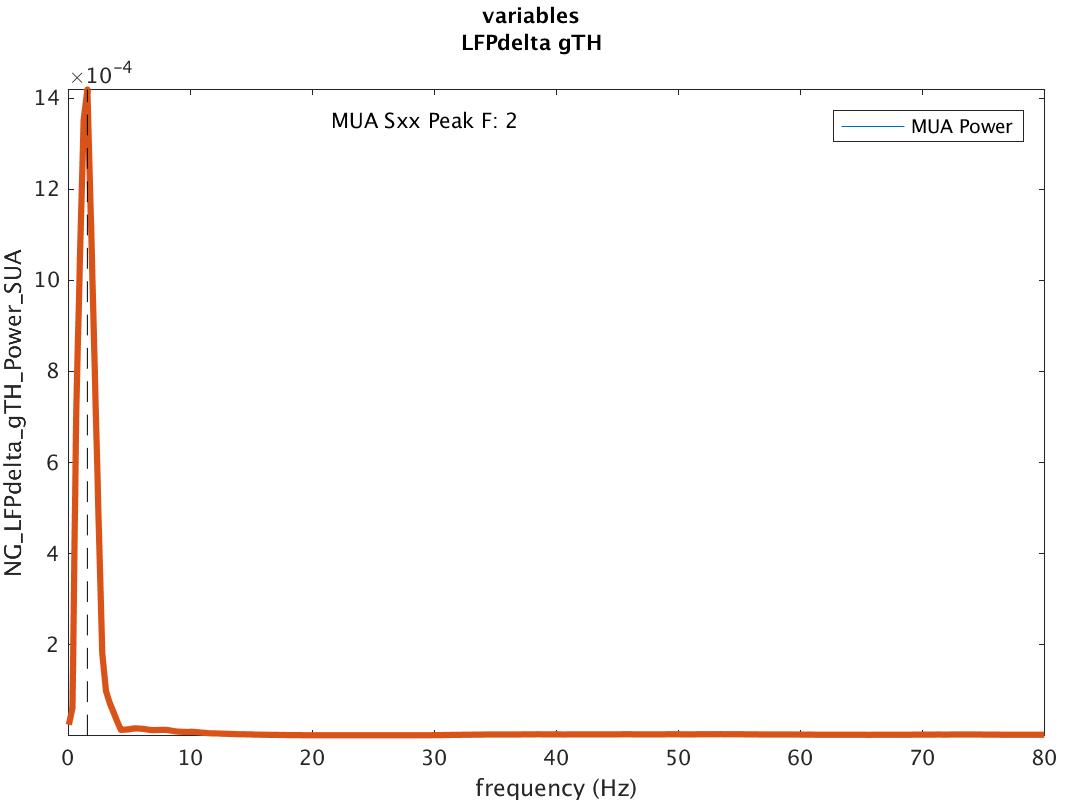 variables
LFPdelta gTH
×10⁻⁴
14
12
10
8
6
4
2
NG_LFPdelta_gTH_Power_SUA
MUA Sxx Peak F: 2
MUA Power
0 10 20 30 40 50 60 70 80
frequency (Hz)